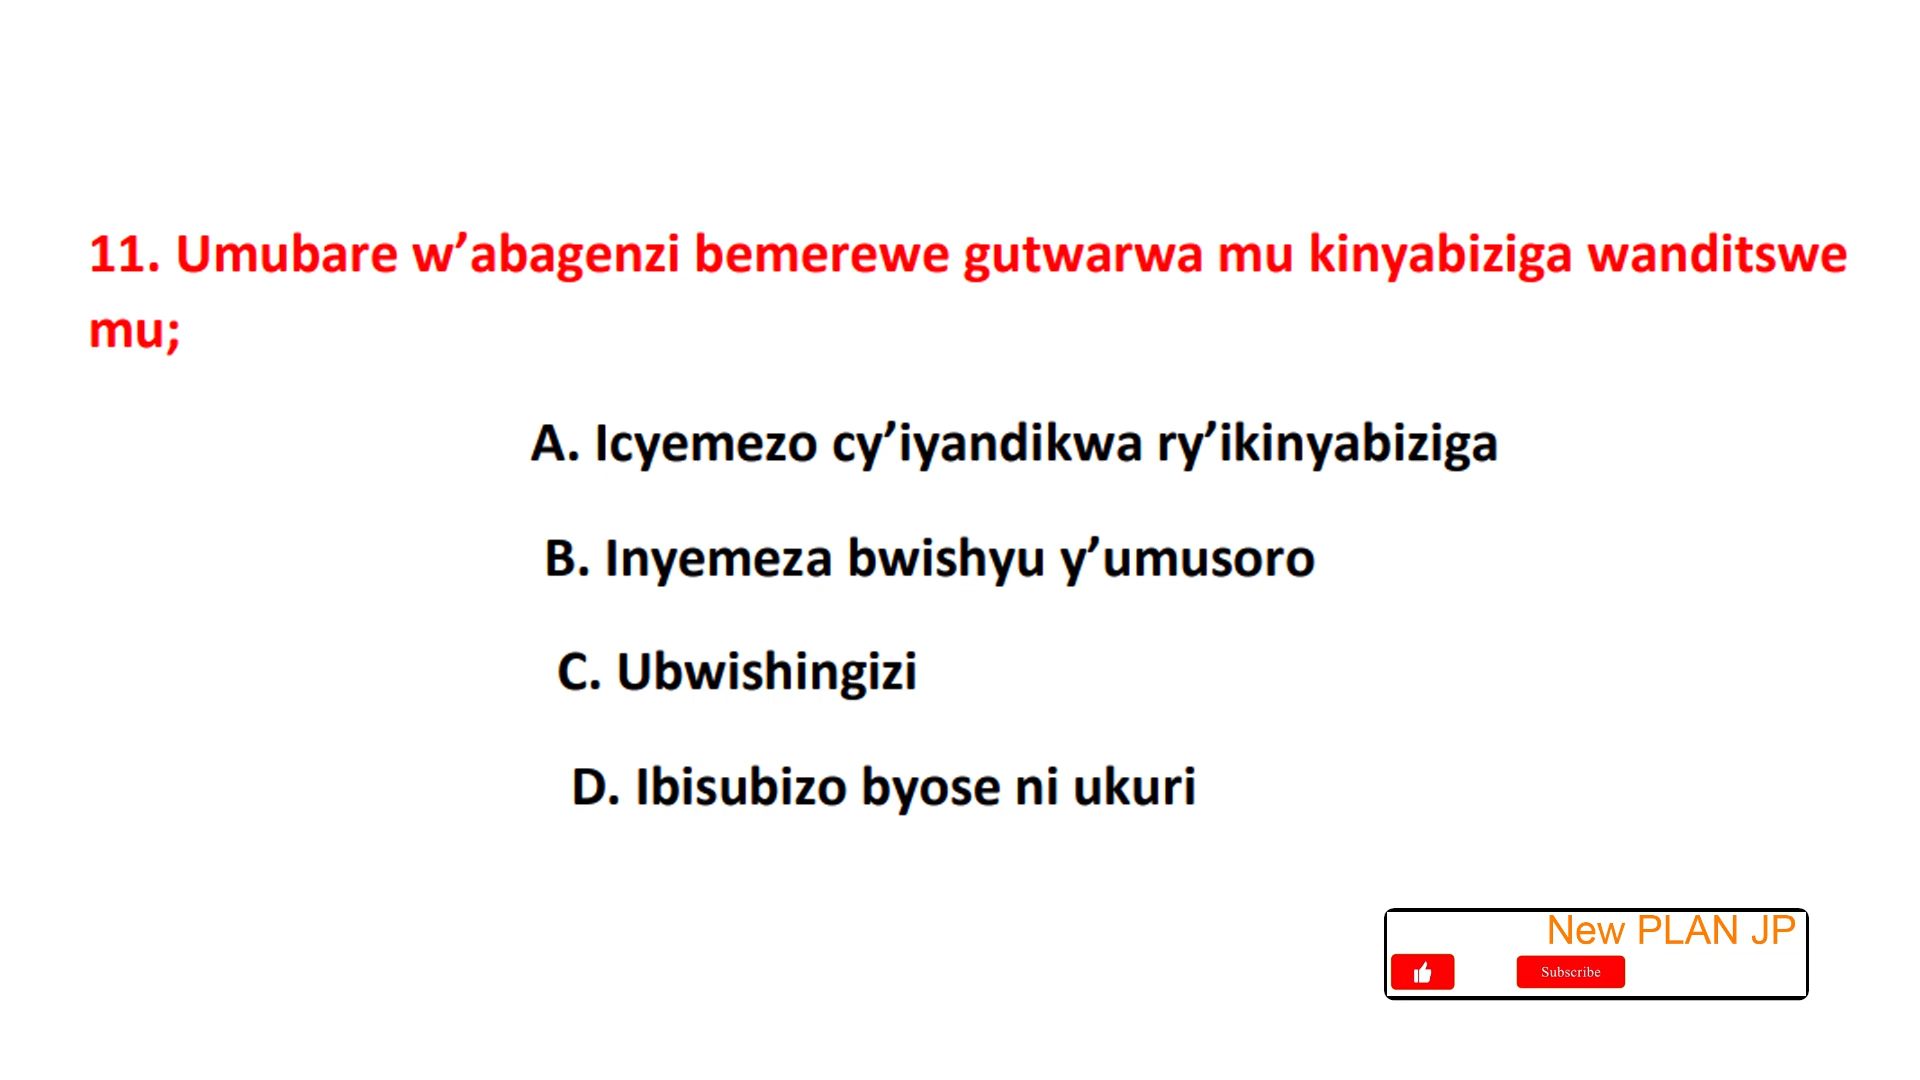 11. Umubare w’abagenzi bemerewe gutwarwa mu kinyabiziga wanditswe
mu;
A. Icyemezo cy’iyandikwa ry’ikinyabiziga
B. Inyemeza bwishyu y’umusoro
C. Ubwishingizi
D. Ibisubizo byose ni ukuri
New PLAN JP
Subscribe